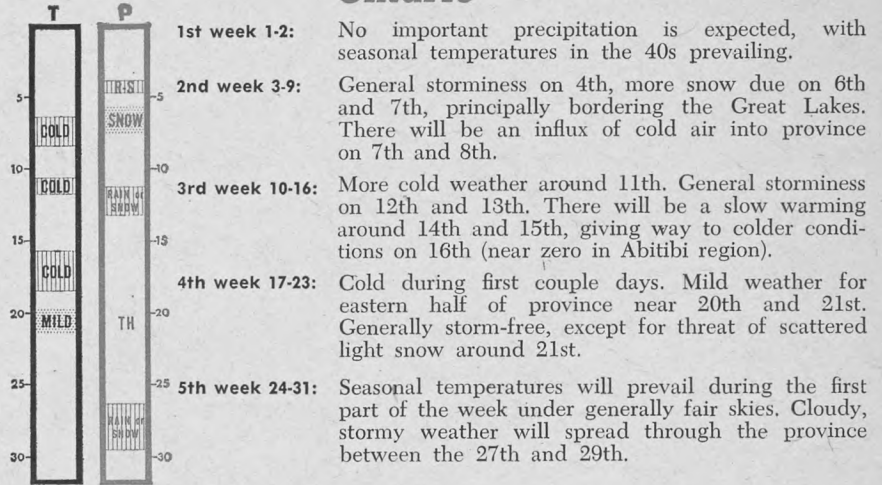 T P
1st week 1-2: No important precipitation is expected, with
seasonal temperatures in the 40s prevailing.
2nd week 3-9: General storminess on 4th, more snow due on 6th
and 7th, principally bordering the Great Lakes.
There will be an influx of cold air into province
on 7th and 8th.
3rd week 10-16: More cold weather around 11th. General storminess
on 12th and 13th. There will be a slow warming
around 14th and 15th, giving way to colder condi-
tions on 16th (near zero in Abitibi region).
4th week 17-23: Cold during first couple days. Mild weather for
eastern half of province near 20th and 21st.
Generally storm-free, except for threat of scattered
light snow around 21st.
5th week 24-31: Seasonal temperatures will prevail during the first
part of the week under generally fair skies. Cloudy,
stormy weather will spread through the province
between the 27th and 29th.
5-
10-
15-
20-
25-
30-
COLD
COLD
COLD
MILD
R-S
SNOW
RAIN or
SNOW
TH
RAIN or
SNOW
-5
-10
-15
-20
-25
-30